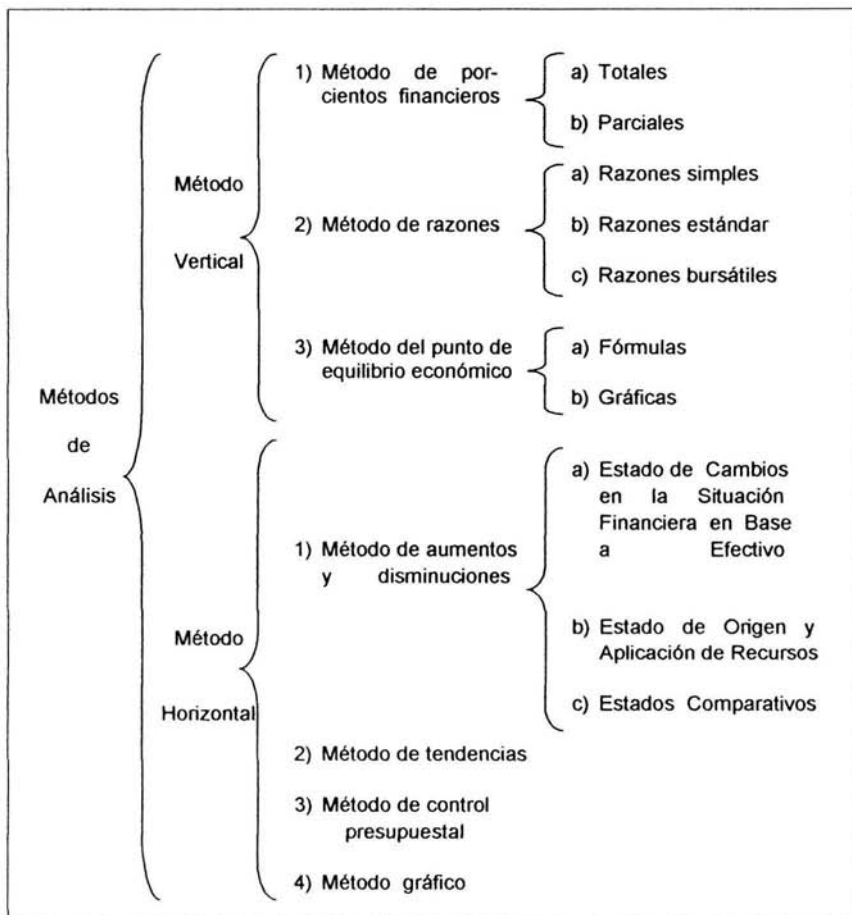 Métodos
de
Análisis
Método
Vertical
1) Método de por-
cientos financieros
a) Totales
b) Parciales
2) Método de razones
a) Razones simples
b) Razones estándar
c) Razones bursátiles
3) Método del punto de
equilibrio económico
a) Fórmulas
b) Gráficas
Método
Horizontal
1) Método de aumentos
y disminuciones
a) Estado de Cambios
en la Situación
Financiera en Base
a Efectivo
b) Estado de Origen y
Aplicación de Recursos
c) Estados Comparativos
2) Método de tendencias
3) Método de control
presupuestal
4) Método gráfico